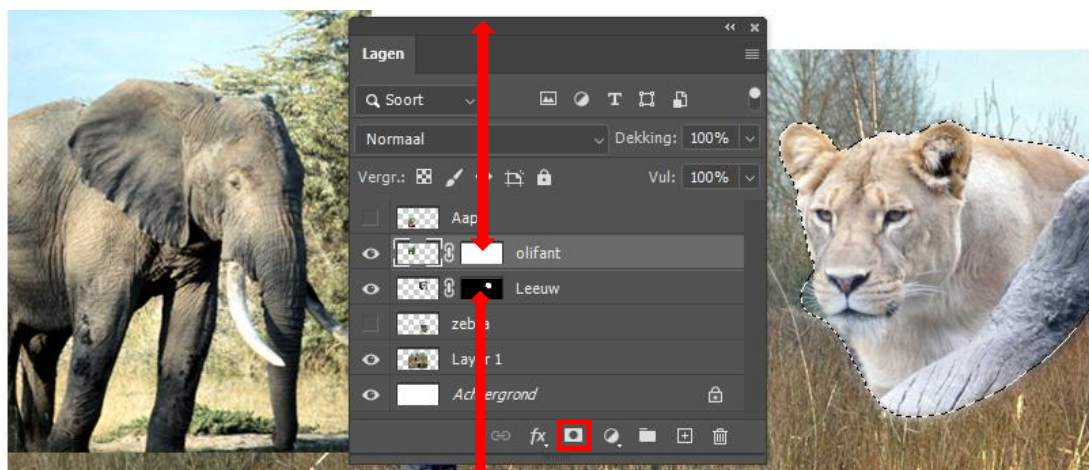 Lagen
Soort
Normaal Dekking: 100%
Vergr.: Vul: 100%
Aap
olifant
Leeuw
zebra
Layer 1
Achtergrond
fx